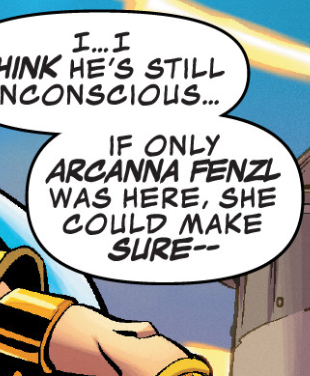 I...I
HINK HE'S STILL
NCONSCIOUS...
IF ONLY
ARCANNA FENZL
WAS HERE, SHE
COULD MAKE
SURE--